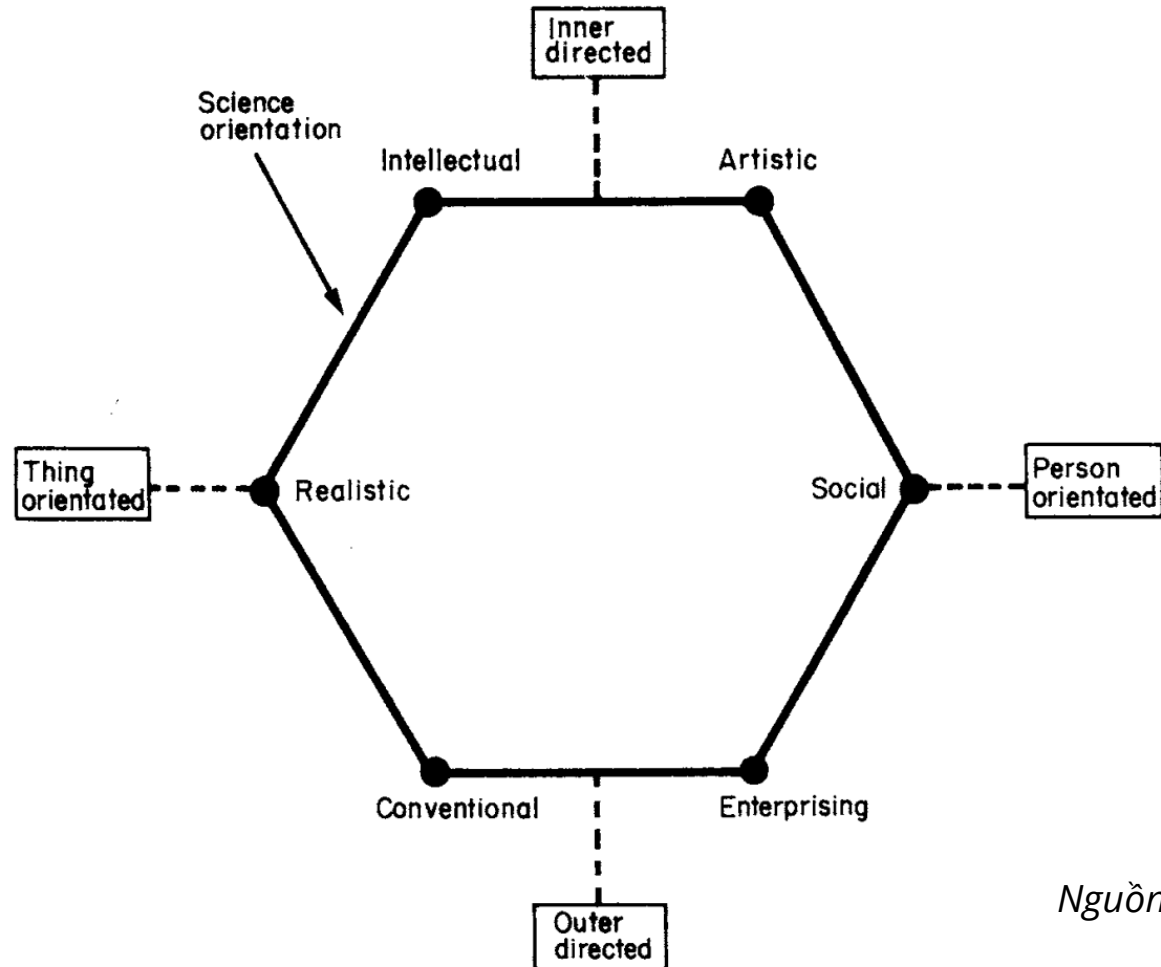 Inner
directed
Science
orientation
Intellectual
Artistic
Thing
orientated
Realistic
Social
Person
orientated
Conventional
Enterprising
Outer
directed
Nguồn